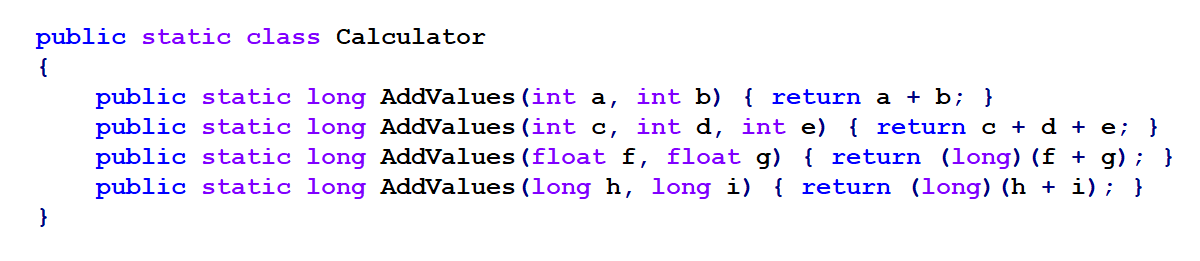 public static class Calculator
{
    public static long AddValues(int a, int b) { return a + b; }
    public static long AddValues(int c, int d, int e) { return c + d + e; }
    public static long AddValues(float f, float g) { return (long)(f + g); }
    public static long AddValues(long h, long i) { return (long)(h + i); }
}